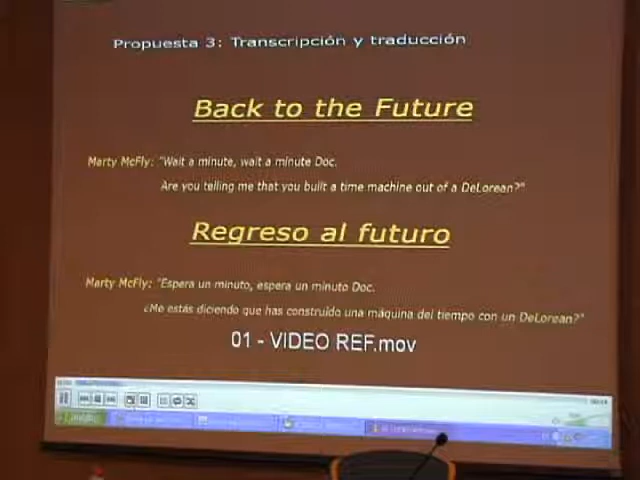 Propuesta 3: Transcripción y traducción
Back to the Future
Marty McFly: "Wait a minute, wait a minute Doc.
Are you telling me that you built a time machine out of a DeLorean?"
Regreso al futuro
Marty McFly: "Espera un minuto, espera un minuto Doc.
¿Me estás diciendo que has construido una máquina del tiempo con un DeLorean?"
01 - VIDEO REF.mov